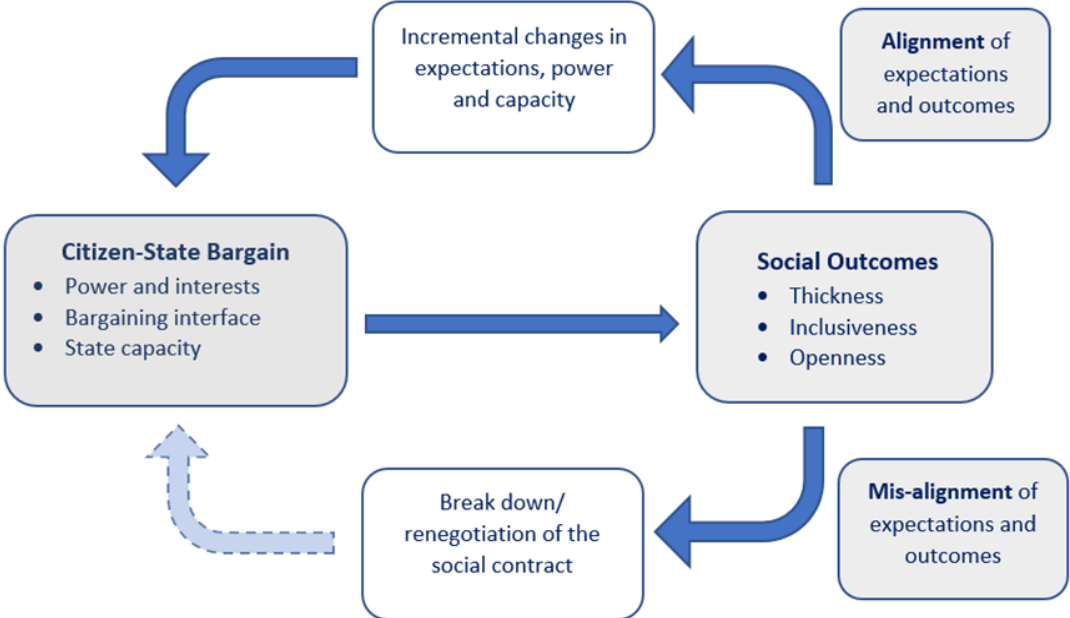 Incremental changes in
expectations, power
and capacity
Alignment of
expectations
and outcomes
Citizen-State Bargain
• Power and interests
• Bargaining interface
• State capacity
Social Outcomes
• Thickness
• Inclusiveness
• Openness
Break down/
renegotiation of the
social contract
Mis-alignment of
expectations and
outcomes